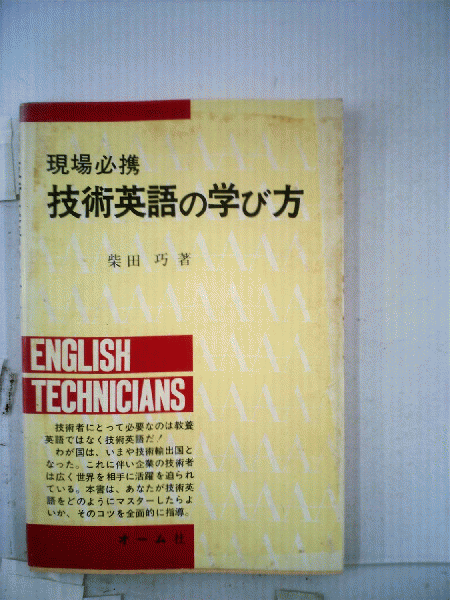 現場必携
技術英語の学び方
柴田 巧 著
ENGLISH
TECHNICIANS
技術者にとって必要なのは教養
英語ではなく技術英語だ!
わが国は、いまや技術輸出国と
なった。これに伴い企業の技術者
は広く世界を相手に活躍を迫られ
ている。本書は、あなたが技術英
語をどのようにマスターしたらよ
いか、そのコツを全面的に指導。
オーム社